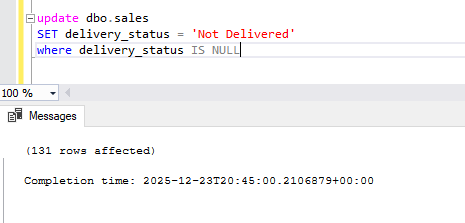 update dbo.sales
SET delivery_status = 'Not Delivered'
where delivery_status IS NULL
100 %
Messages
(131 rows affected)
Completion time: 2025-12-23T20:45:00.2106879+00:00